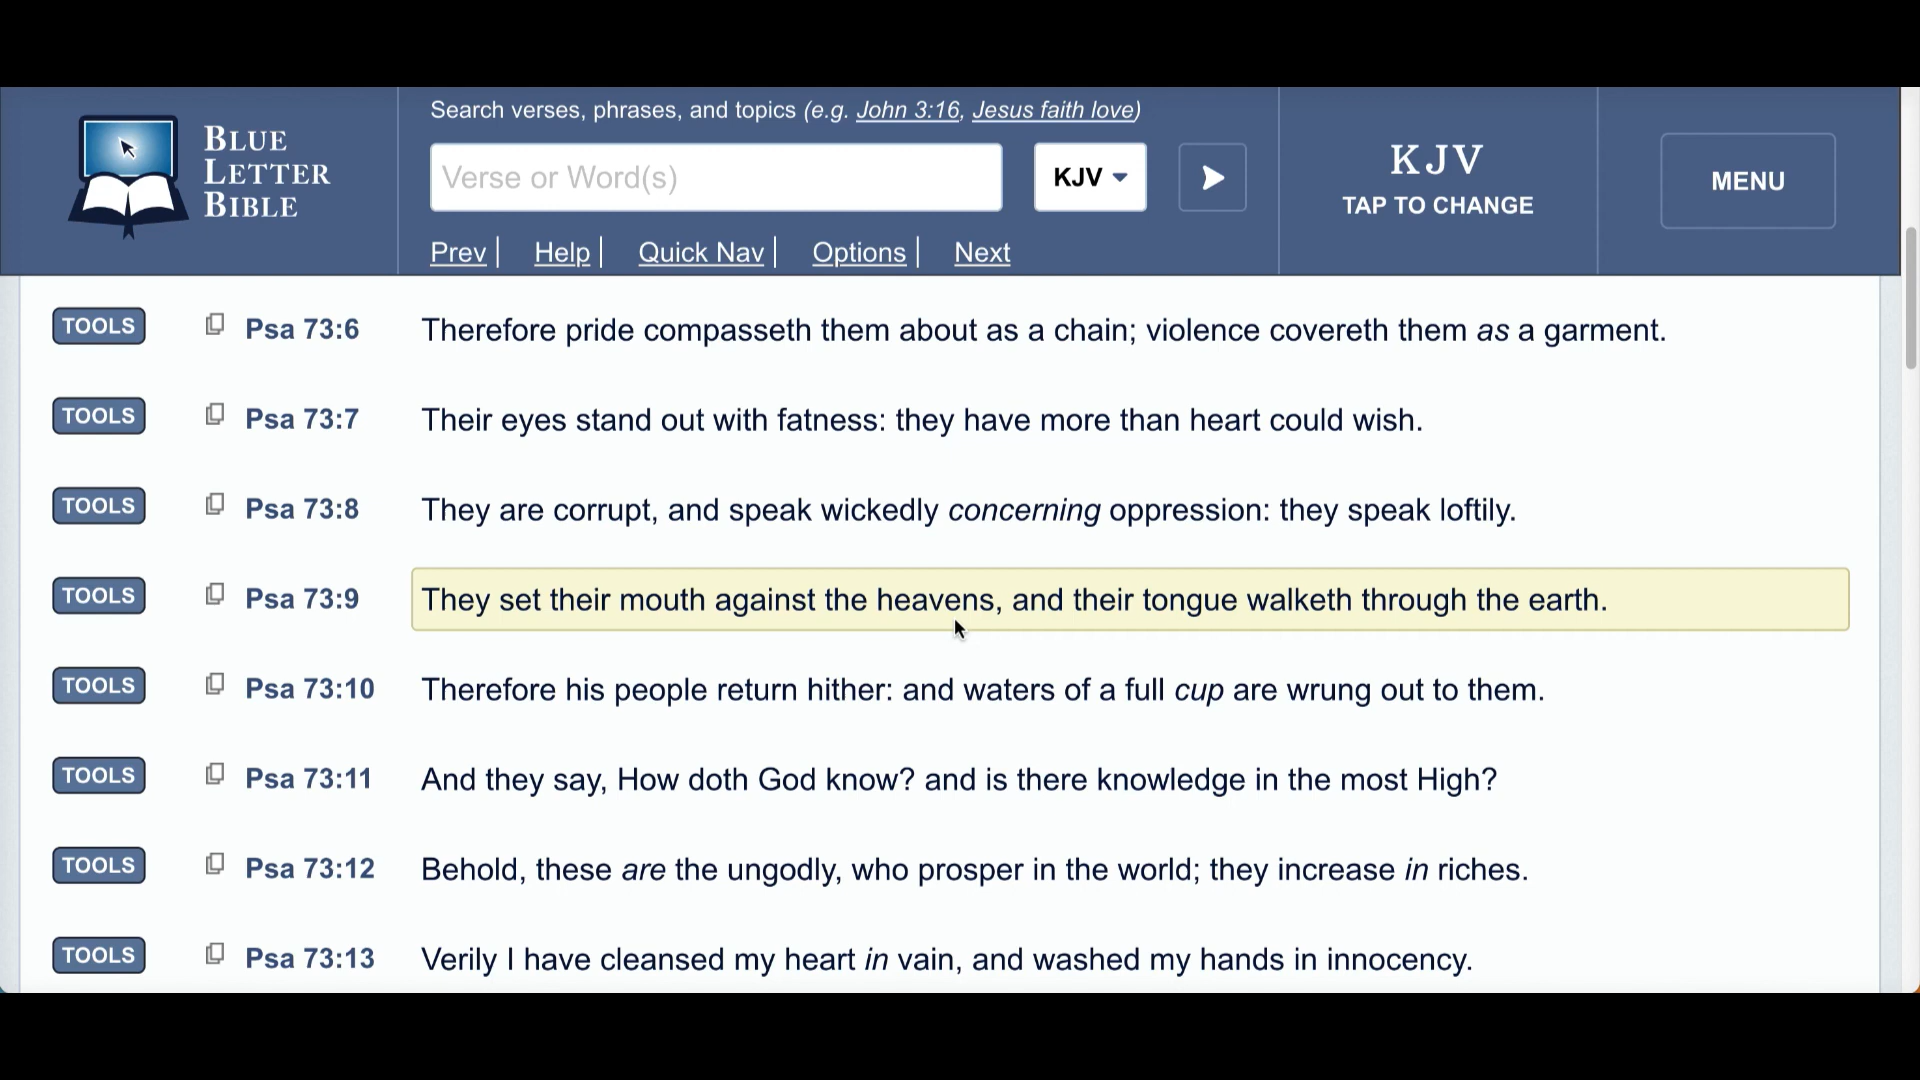 BLUE
LETTER
BIBLE
Search verses, phrases, and topics (e.g. John 3:16, Jesus faith love)
Verse or Word(s)
KJV
Prev | Help | Quick Nav | Options | Next
KJV
TAP TO CHANGE
MENU
TOOLS Psa 73:6 Therefore pride compasseth them about as a chain; violence covereth them as a garment.
TOOLS Psa 73:7 Their eyes stand out with fatness: they have more than heart could wish.
TOOLS Psa 73:8 They are corrupt, and speak wickedly concerning oppression: they speak loftily.
TOOLS Psa 73:9 They set their mouth against the heavens, and their tongue walketh through the earth.
TOOLS Psa 73:10 Therefore his people return hither: and waters of a full cup are wrung out to them.
TOOLS Psa 73:11 And they say, How doth God know? and is there knowledge in the most High?
TOOLS Psa 73:12 Behold, these are the ungodly, who prosper in the world; they increase in riches.
TOOLS Psa 73:13 Verily I have cleansed my heart in vain, and washed my hands in innocency.